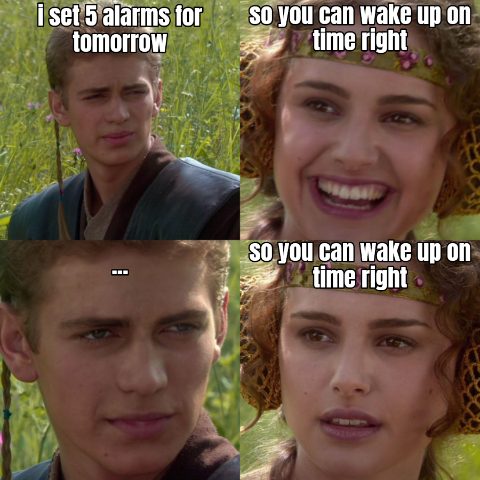 i set 5 alarms for
tomorrow
so you can wake up on
time right
...
so you can wake up on
time right